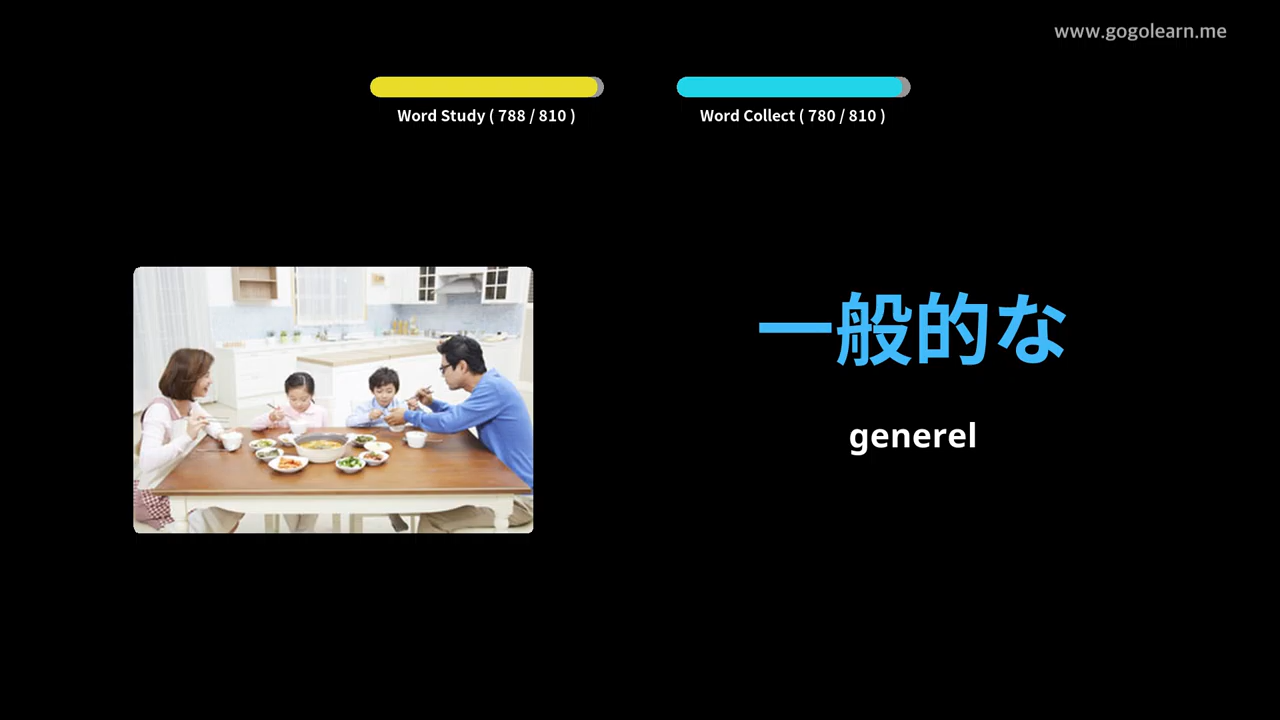 www.gogolearn.me
Word Study ( 788 / 810 )
Word Collect ( 780 / 810 )
一般的な
generel